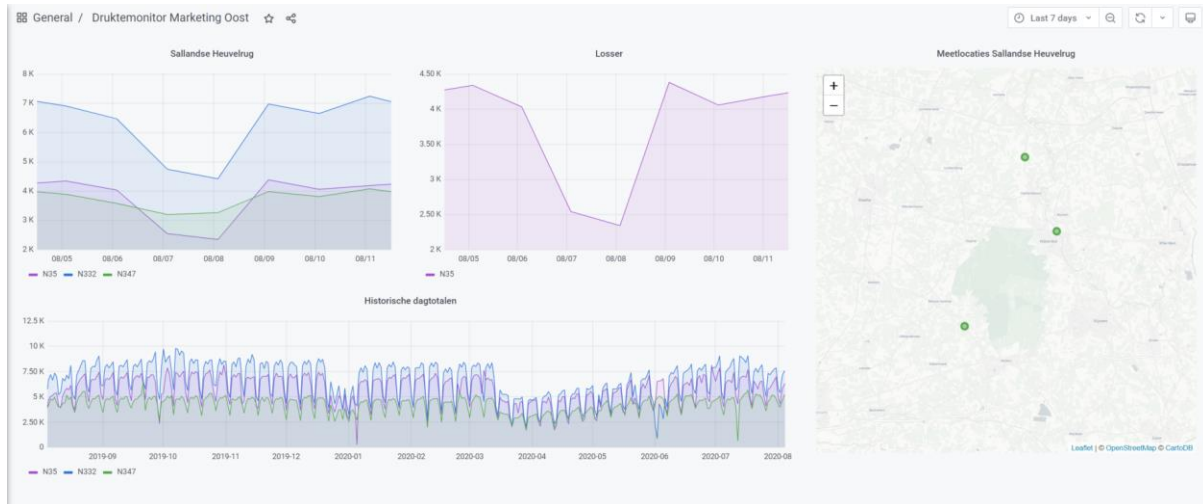 General / Druktemonitor Marketing Oost
Last 7 days
Sallandse Heuvelrug
8 K
7 K
6 K
5 K
4 K
3 K
2 K
08/05 08/06 08/07 08/08 08/09 08/10 08/11
N35 N332 N347
Losser
4.50 K
4 K
3.50 K
3 K
2.50 K
2 K
08/05 08/06 08/07 08/08 08/09 08/10 08/11
N35
Meetlocaties Sallandse Heuvelrug
+
−
Leaflet | © OpenStreetMap © CartoDB
Historische dagtotalen
12.5 K
10 K
7.50 K
5 K
2.50 K
0
2019-09 2019-10 2019-11 2019-12 2020-01 2020-02 2020-03 2020-04 2020-05 2020-06 2020-07 2020-08
N35 N332 N347